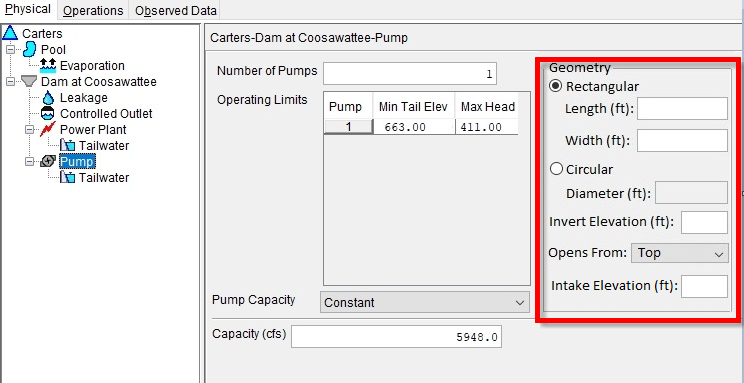 Physical Operations Observed Data
Carters
Pool
Evaporation
Dam at Coosawattee
Leakage
Controlled Outlet
Power Plant
Tailwater
Pump
Tailwater
Carters-Dam at Coosawattee-Pump
Number of Pumps 1
Operating Limits
Pump Min Tail Elev Max Head
1 663.00 411.00
Pump Capacity Constant
Capacity (cfs) 5948.0
Geometry
Rectangular
Length (ft):
Width (ft):
Circular
Diameter (ft):
Invert Elevation (ft):
Opens From: Top
Intake Elevation (ft):